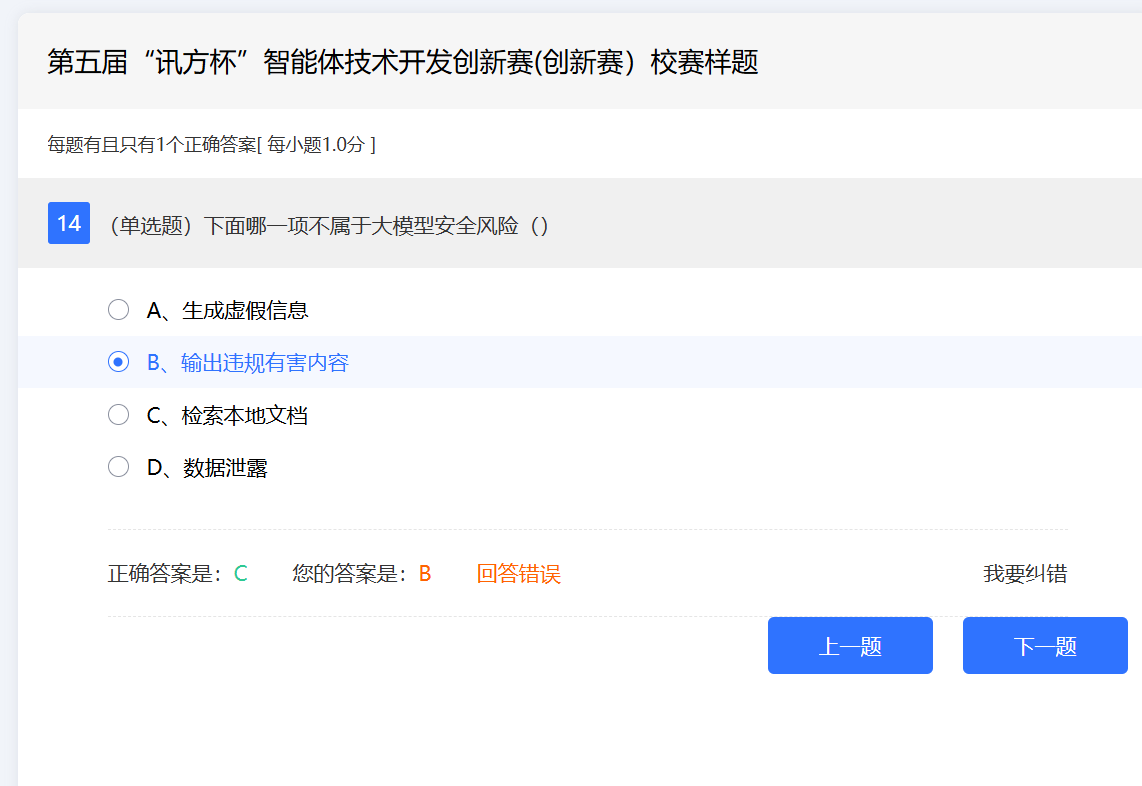 第五届“讯方杯”智能体技术开发创新赛(创新赛）校赛样题
每题有且只有1个正确答案[ 每小题1.0分 ]
14 （单选题）下面哪一项不属于大模型安全风险（）
A、生成虚假信息
B、输出违规有害内容
C、检索本地文档
D、数据泄露
正确答案是：C 您的答案是：B 回答错误 我要纠错
上一题 下一题